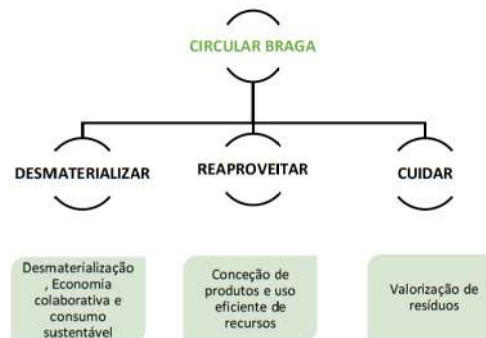 CIRCULAR BRAGA
DESMATERIALIZAR
REAPROVEITAR
CUIDAR
Desmaterialização
, Economia
colaborativa e
consumo
sustentável
Conceção de
produtos e uso
eficiente de
recursos
Valorização de
resíduos